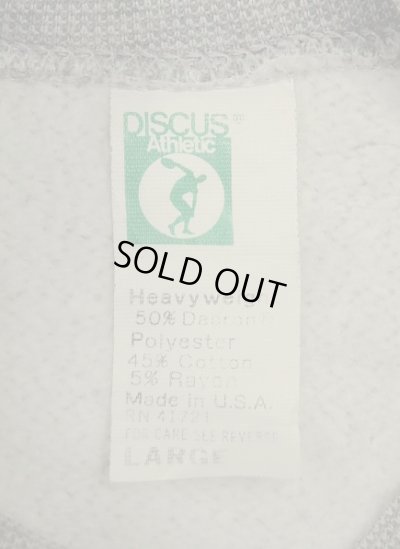 DISCUS®
Athletic
SOLD OUT
Heavyweig
50% Dacron®
Polyester
45% Cotton
5% Rayon
Made in U.S.A.
RN 41721
FOR CARE SEE REVERSE
LARGE